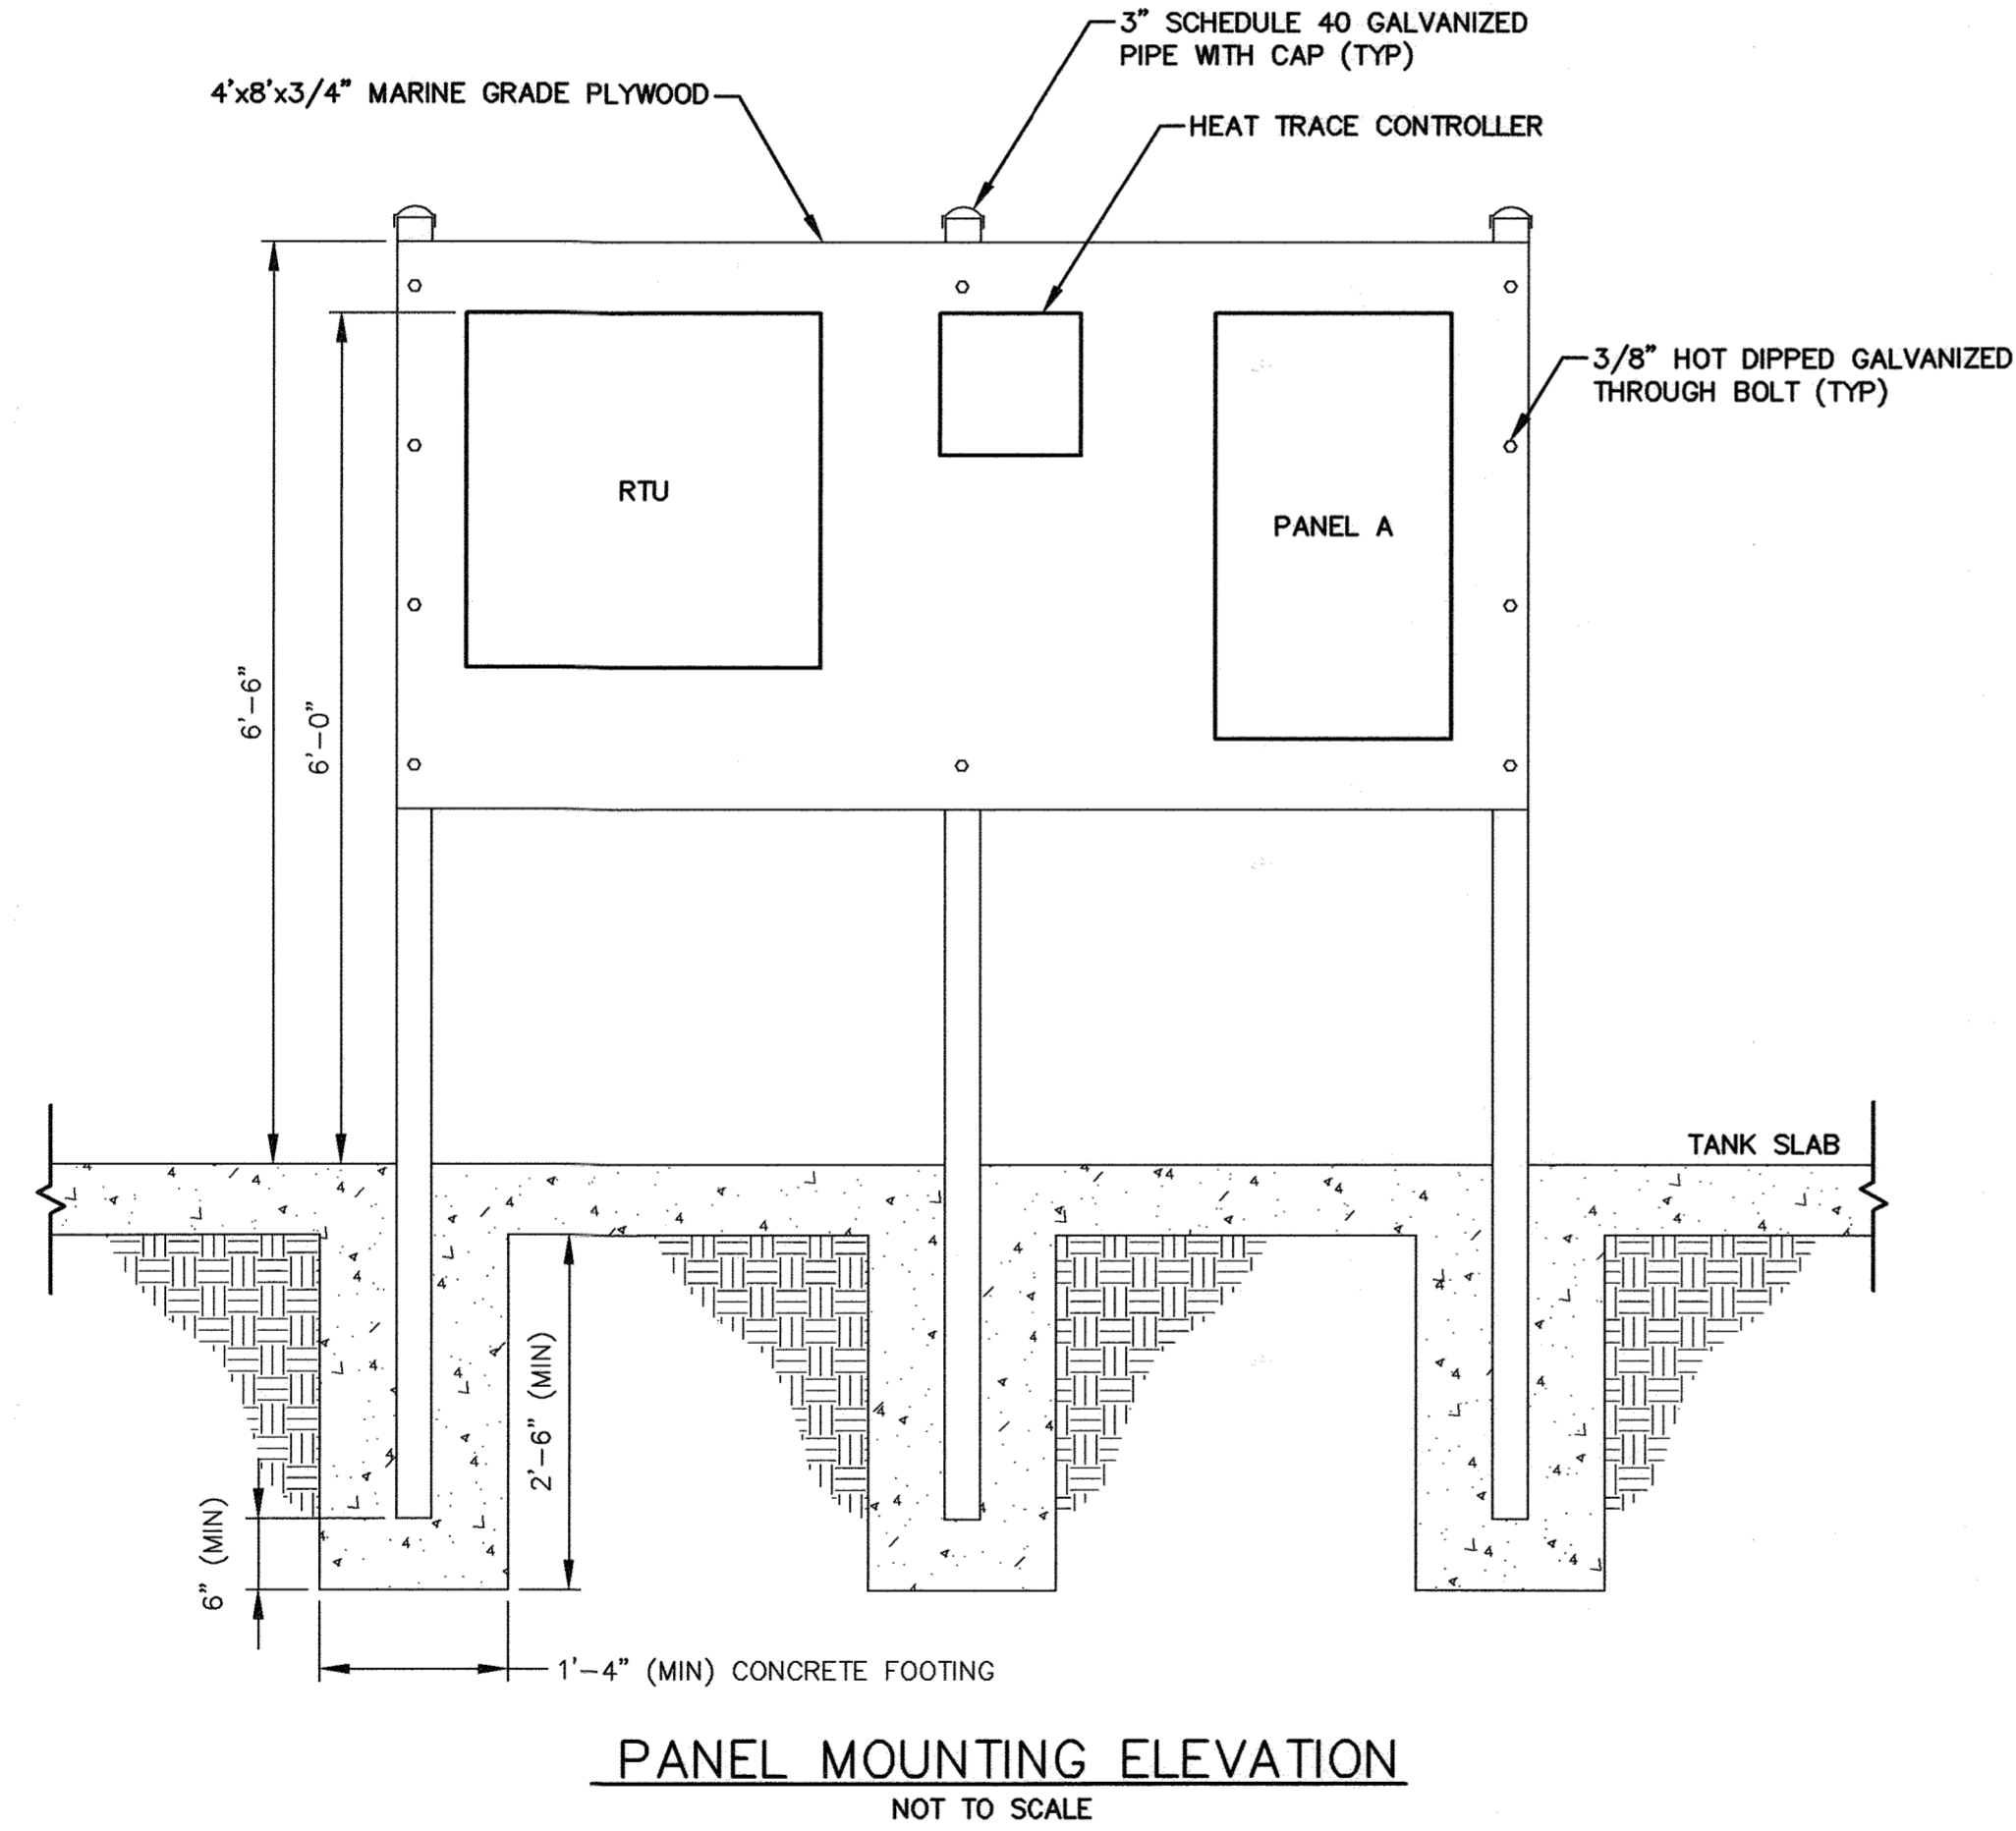 3” SCHEDULE 40 GALVANIZED
PIPE WITH CAP (TYP)
4'x8'x3/4” MARINE GRADE PLYWOOD
HEAT TRACE CONTROLLER
3/8” HOT DIPPED GALVANIZED
THROUGH BOLT (TYP)
RTU
PANEL A
6'-6”
6'-0”
TANK SLAB
2'-6” (MIN)
6” (MIN)
1'-4” (MIN) CONCRETE FOOTING
PANEL MOUNTING ELEVATION
NOT TO SCALE